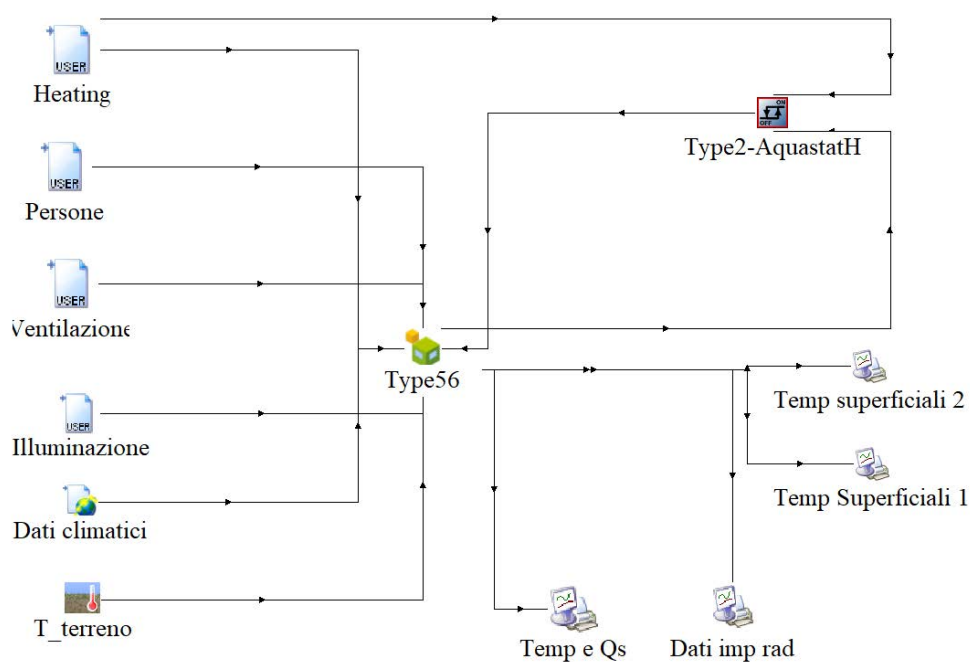 USER
Heating
ON
OFF
Type2-AquastatH
USER
Persone
USER
Ventilazione
Type56
Temp superficiali 2
USER
Illuminazione
Temp Superficiali 1
Dati climatici
T_terreno
Temp e Qs
Dati imp rad